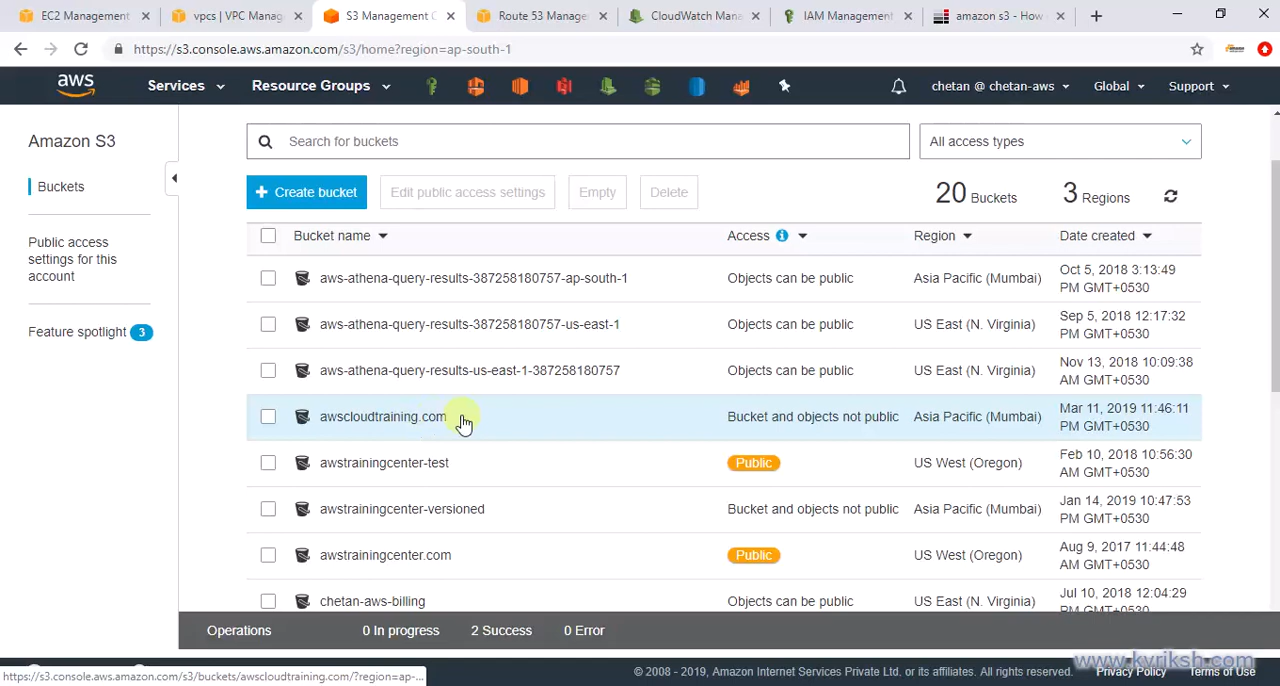 EC2 Management
vpcs | VPC Manag
S3 Management C
Route 53 Manage
CloudWatch Man
IAM Management
amazon s3 - How
https://s3.console.aws.amazon.com/s3/home?region=ap-south-1
aws
Services
Resource Groups
chetan @ chetan-aws
Global
Support
Amazon S3
Buckets
Public access
settings for this
account
Feature spotlight 3
Search for buckets
All access types
+ Create bucket
Edit public access settings
Empty
Delete
20 Buckets
3 Regions
Bucket name
Access
Region
Date created
aws-athena-query-results-387258180757-ap-south-1
Objects can be public
Asia Pacific (Mumbai)
Oct 5, 2018 3:13:49
PM GMT+0530
aws-athena-query-results-387258180757-us-east-1
Objects can be public
US East (N. Virginia)
Sep 5, 2018 12:17:32
PM GMT+0530
aws-athena-query-results-us-east-1-387258180757
Objects can be public
US East (N. Virginia)
Nov 13, 2018 10:09:38
AM GMT+0530
awscloudtraining.com
Bucket and objects not public
Asia Pacific (Mumbai)
Mar 11, 2019 11:46:11
PM GMT+0530
awstrainingcenter-test
Public
US West (Oregon)
Feb 10, 2018 10:56:30
AM GMT+0530
awstrainingcenter-versioned
Bucket and objects not public
Asia Pacific (Mumbai)
Jan 14, 2019 10:47:53
PM GMT+0530
awstrainingcenter.com
Public
US West (Oregon)
Aug 9, 2017 11:44:48
AM GMT+0530
chetan-aws-billing
Objects can be public
US East (N. Virginia)
Jul 10, 2018 12:04:29
PM GMT+0530
Operations
0 In progress
2 Success
0 Error
https://s3.console.aws.amazon.com/s3/buckets/awscloudtraining.com/?region=ap-...
© 2008 - 2019, Amazon Internet Services Private Ltd. or its affiliates. All rights reserved.
Privacy Policy
Terms of Use
www.kvriksh.com